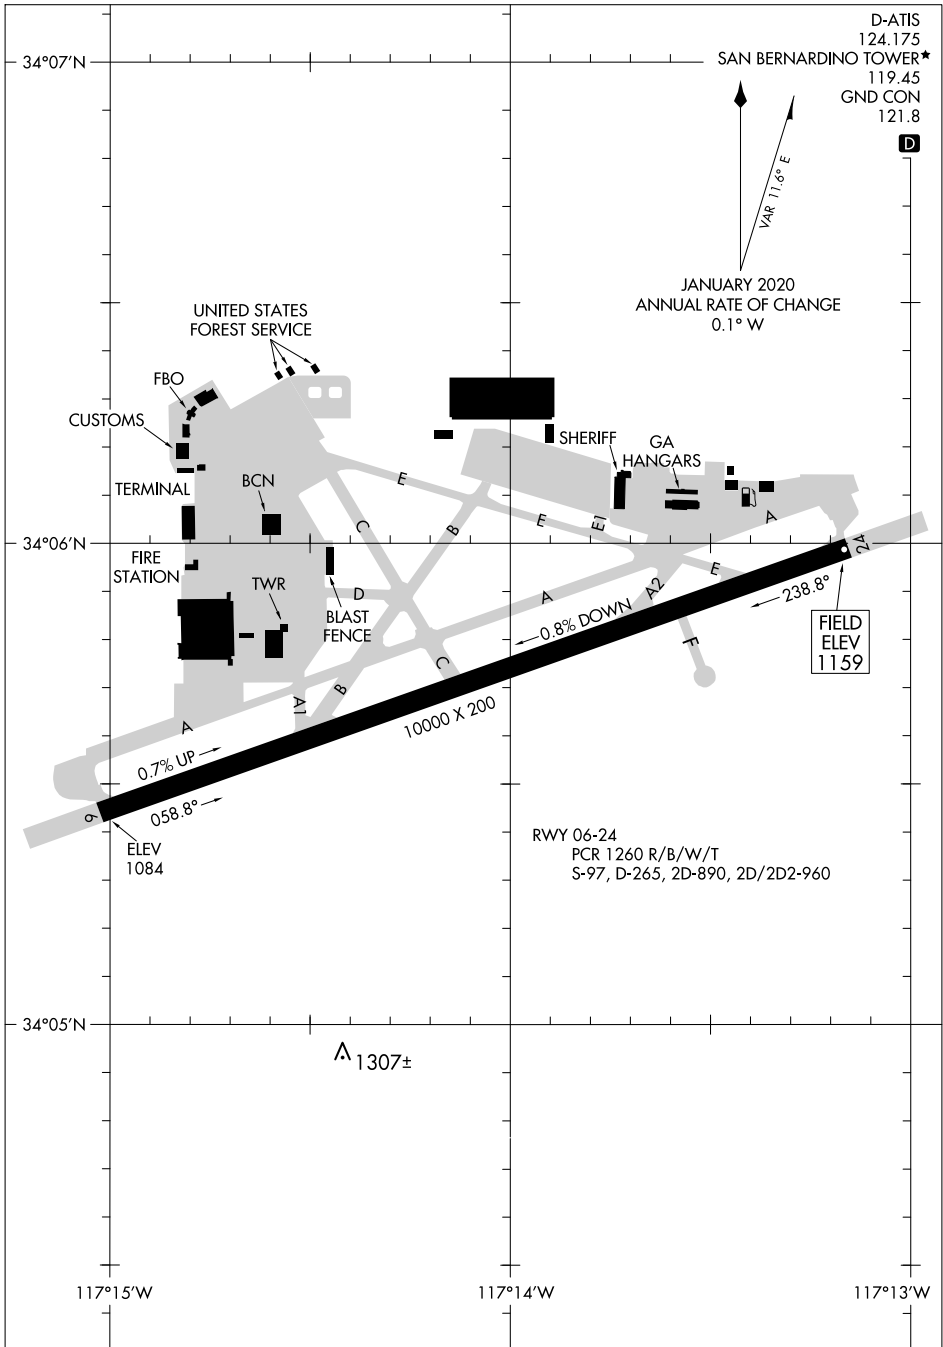 D-ATIS
124.175
SAN BERNARDINO TOWER★
119.45
GND CON
121.8
D
34°07'N
VAR 11.6° E
JANUARY 2020
ANNUAL RATE OF CHANGE
0.1° W
UNITED STATES
FOREST SERVICE
FBO
CUSTOMS
TERMINAL
BCN
SHERIFF
GA
HANGARS
E
C
B
E
E1
A
34°06'N
24
FIRE
STATION
TWR
D
BLAST
FENCE
A
A2
E
238.8°
0.8% DOWN
FIELD
ELEV
1159
F
C
B
A1
A
10000 X 200
0.7% UP
058.8°
6
ELEV
1084
RWY 06-24
PCR 1260 R/B/W/T
S-97, D-265, 2D-890, 2D/2D2-960
34°05'N
1307±
117°15'W
117°14'W
117°13'W